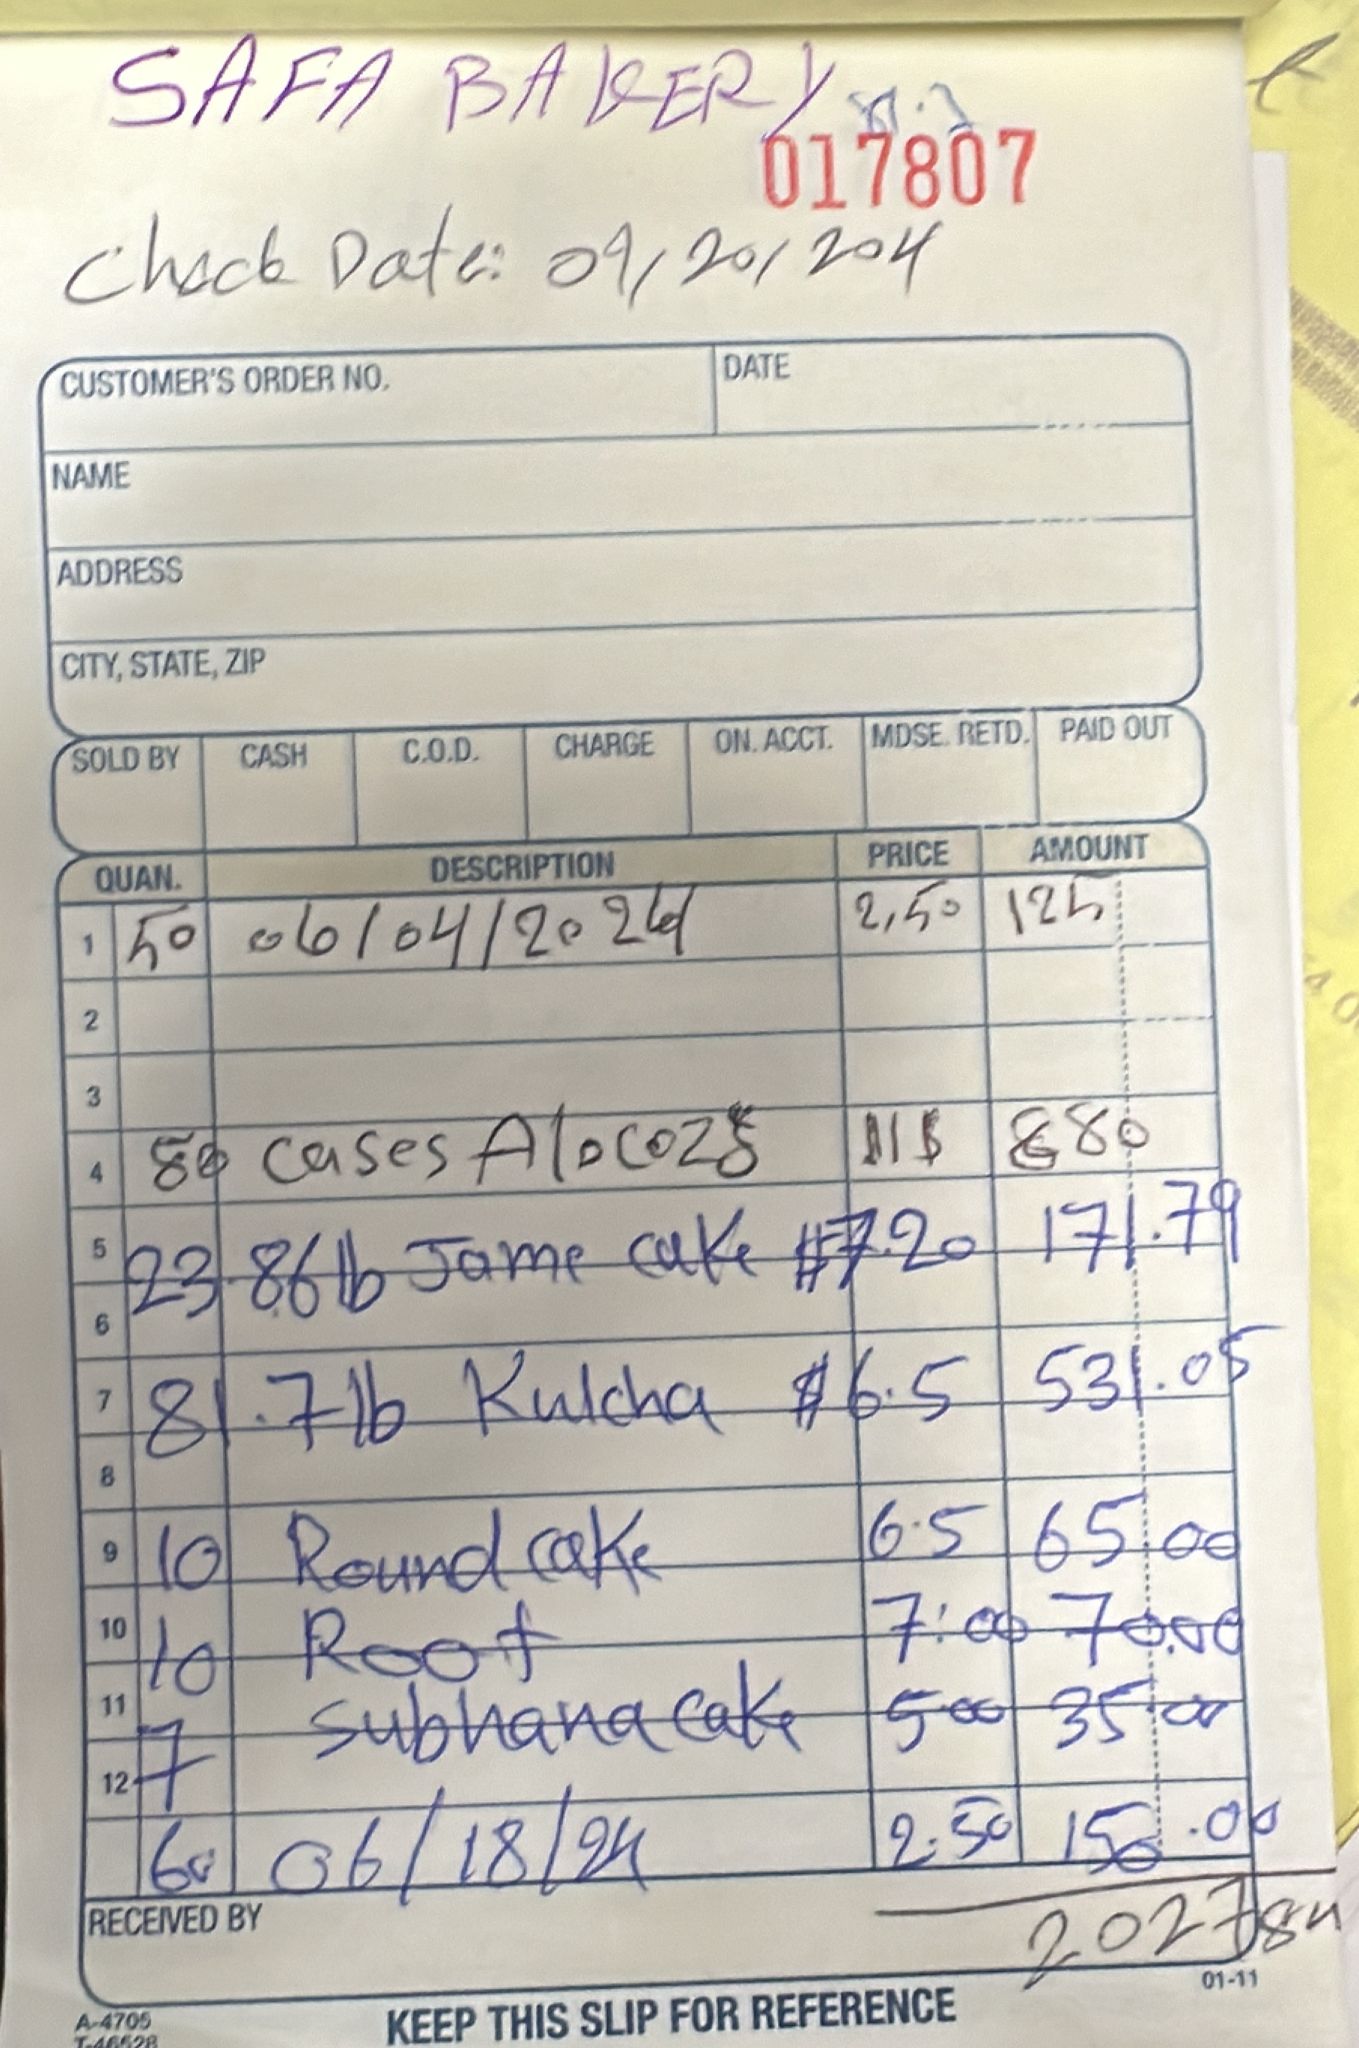 SAFA BAKERY
017807
Check Date: 09/20/204
CUSTOMER'S ORDER NO. DATE
NAME
ADDRESS
CITY, STATE, ZIP
SOLD BY CASH C.O.D. CHARGE ON. ACCT. MDSE. RETD. PAID OUT
QUAN. DESCRIPTION PRICE AMOUNT
1 50 06/04/2024 2,50 125
2
3
4 80 cases Alocozs 11$ 880
5 23.86lb Jame cake $7.20 171.79
6
7 81.7lb Kulcha $6.5 531.05
8
9 10 Round cake 6.5 65.00
10 10 Root 7.00 70.00
11 7 subhana cake 5.00 35.00
12
60 06/18/24 2.50 150.00
RECEIVED BY 2027 84
01-11
A-4705
T-46528
KEEP THIS SLIP FOR REFERENCE